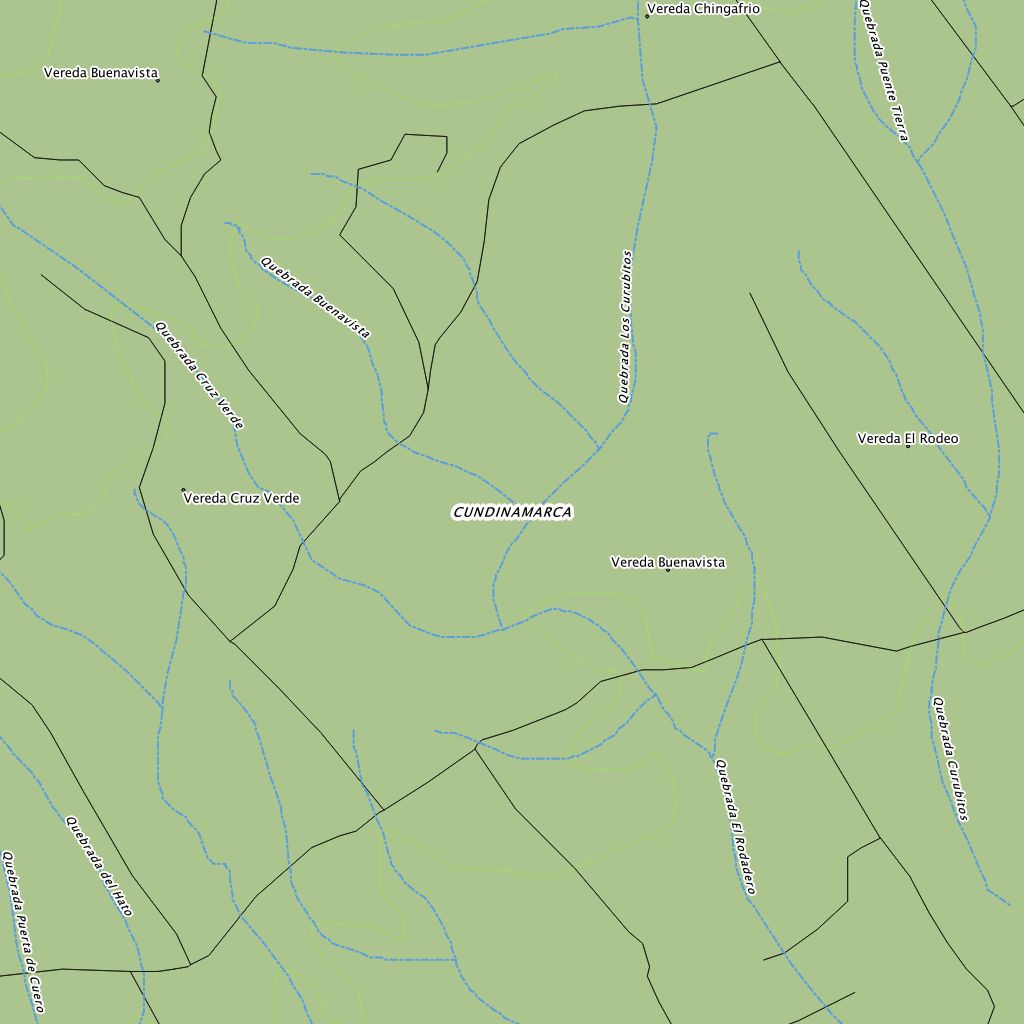 Vereda Chingafrio
Quebrada Puente Tierra
Vereda Buenavista
Quebrada Buenavista
Quebrada Los Curubitos
Quebrada Cruz Verde
Vereda El Rodeo
Vereda Cruz Verde
CUNDINAMARCA
Vereda Buenavista
Quebrada Curubitos
Quebrada El Rodadero
Quebrada del Hato
Quebrada Puerta de Cuero